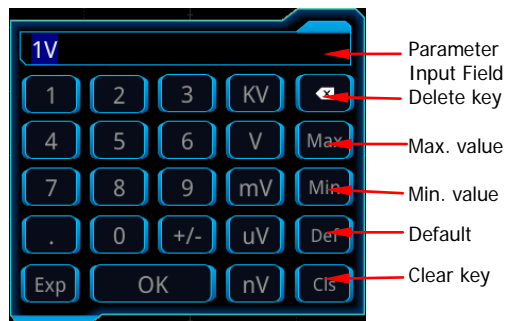 1V
Parameter
Input Field
1 2 3 KV
Delete key
4 5 6 V Max
Max. value
7 8 9 mV Min
Min. value
. 0 +/- uV Def
Default
Exp OK nV Cls
Clear key